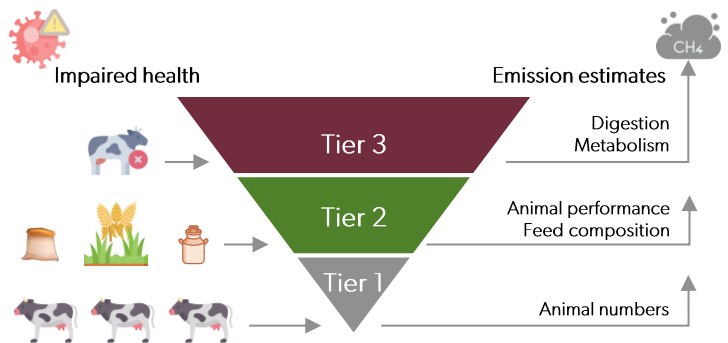 Impaired health
Emission estimates
CH4
Tier 3
Digestion
Metabolism
Tier 2
Animal performance
Feed composition
Tier 1
Animal numbers